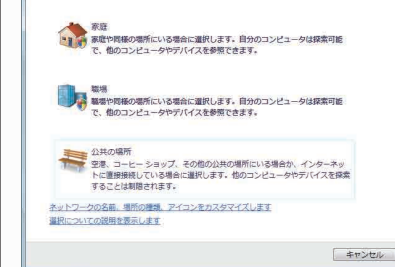 家庭
家庭や同様の場所にいる場合に選択します。自分のコンピュータは探索可能
で、他のコンピュータやデバイスを参照できます。
職場
職場や同様の場所にいる場合に選択します。自分のコンピュータは探索可能
で、他のコンピュータやデバイスを参照できます。
公共の場所
空港、コーヒー ショップ、その他の公共の場所にいる場合か、インターネッ
トに直接接続している場合に選択します。他のコンピュータやデバイスを探索
することは制限されます。
ネットワークの名前、場所の種類、アイコンをカスタマイズします
選択についての説明を表示します
キャンセル